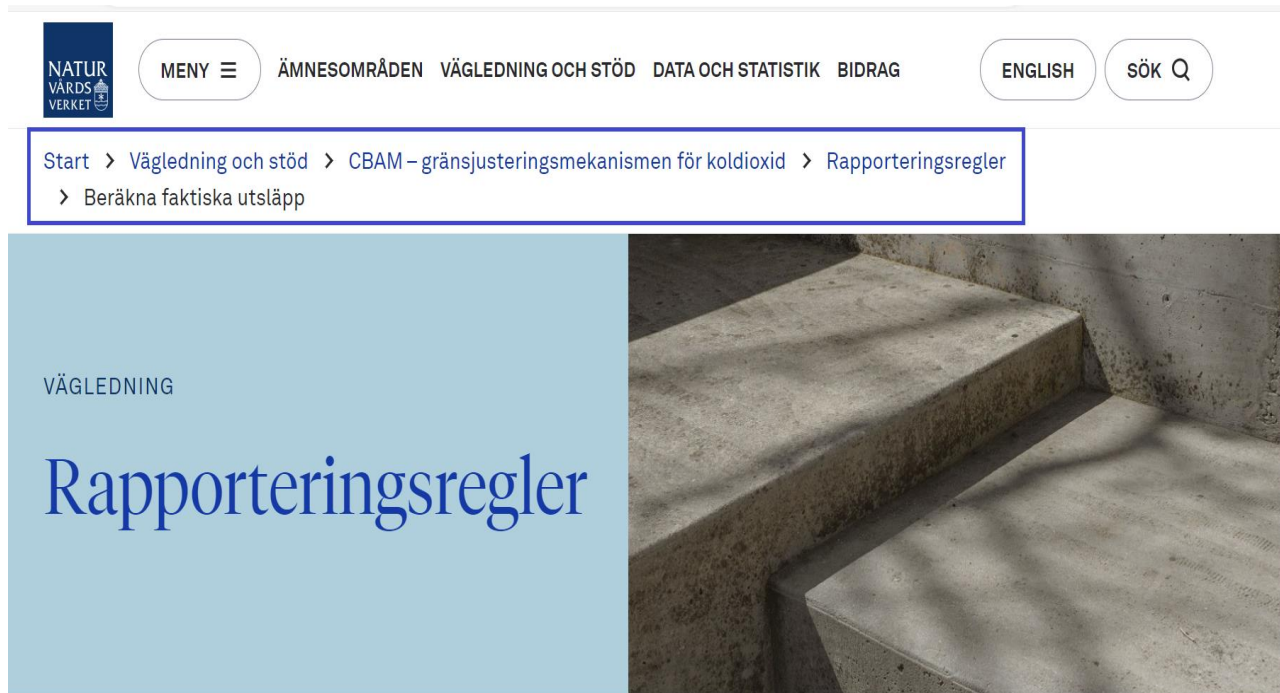 NATUR
VÅRDS
VERKET
MENY
ÄMNESOMRÅDEN VÄGLEDNING OCH STÖD DATA OCH STATISTIK BIDRAG
ENGLISH
SÖK
Start > Vägledning och stöd > CBAM – gränsjusteringsmekanismen för koldioxid > Rapporteringsregler
> Beräkna faktiska utsläpp
VÄGLEDNING
Rapporteringsregler